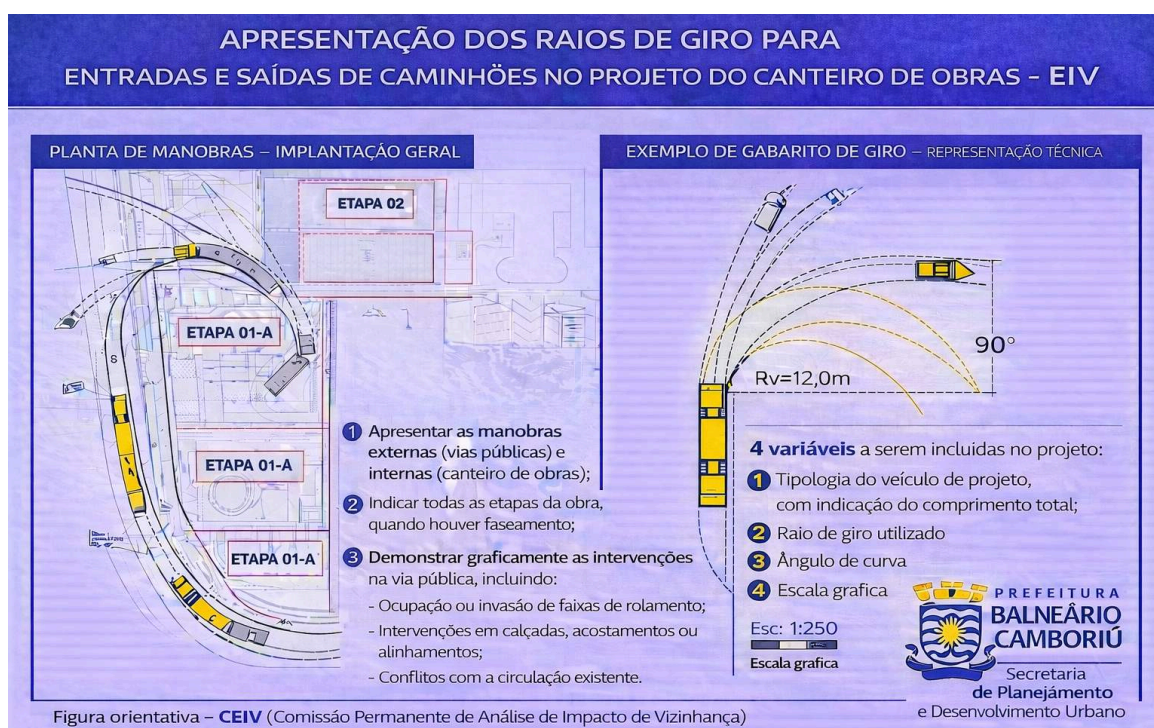 APRESENTAÇÃO DOS RAIOS DE GIRO PARA
ENTRADAS E SAÍDAS DE CAMINHÖES NO PROJETO DO CANTEIRO DE OBRAS - EIV
PLANTA DE MANOBRAS – IMPLANTAÇÁO GERAL
ETAPA 02
ETAPA 01-A
ETAPA 01-A
ETAPA 01-A
1 Apresentar as manobras
externas (vias públicas) e
internas (canteiro de obras);
2 Indicar todas as etapas da obra,
quando houver faseamento;
3 Demonstrar graficamente as intervenções
na via pública, incluindo:
- Ocupação ou invasão de faixas de rolamento;
- Intervenções em calçadas, acostamentos ou
alinhamentos;
- Conflitos com a circulação existente.
EXEMPLO DE GABARITO DE GIRO – REPRESENTAÇÃO TÉCNICA
90°
Rv=12,0m
4 variáveis a serem incluidas no projeto:
1 Tipologia do veículo de projeto,
com indicaçáo do comprimento total;
2 Raio de giro utilizado
3 Ângulo de curva
4 Escala grafica
Esc: 1:250
Escala grafica
PREFEITURA
BALNEÁRIO
CAMBORIÚ
Secretaria
de Planejámento
e Desenvolvimento Urbano
Figura orientativa – CEIV (Comissão Permanente de Análise de Impacto de Vizinhança)